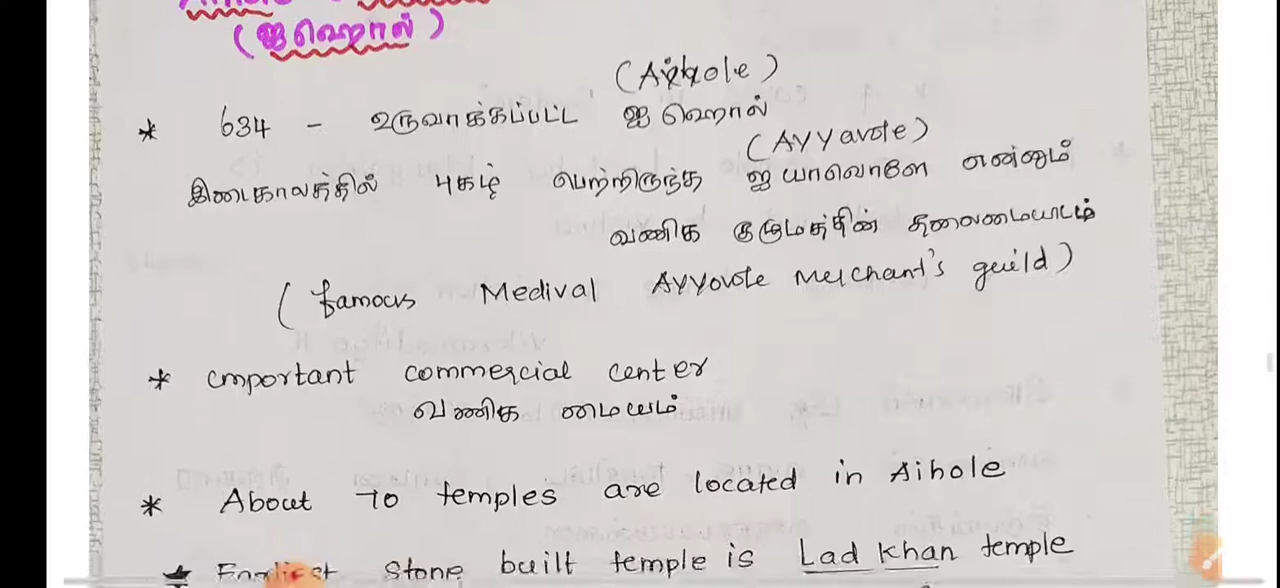 (ஐஹொல்)
(Ayhole)
* 634 - உருவாக்கப்பட்ட ஐஹொல்
(AYYavole)
இடைகாலத்தில் புகழ் பெற்றிருந்த ஐயாவொளே என்னும்
வணிக குழுமத்தின் தலைமையிடம்
(famous Medival AYYovole Merchant's guild)
* important commercial center
வணிக மையம்
* About 70 temples are located in Aihole
* Earliest stone built temple is Lad Khan temple